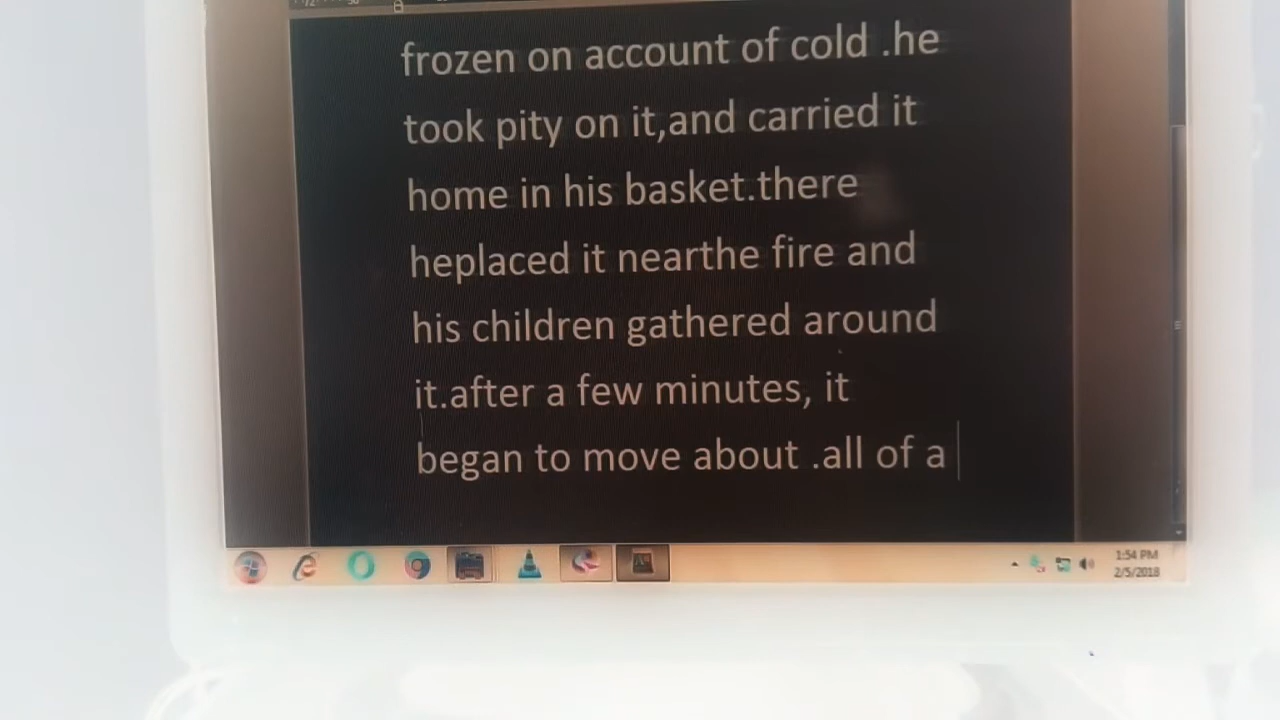 frozen on account of cold .he
took pity on it,and carried it
home in his basket.there
heplaced it nearthe fire and
his children gathered around
it.after a few minutes, it
began to move about .all of a
1:54 PM
2/5/2018